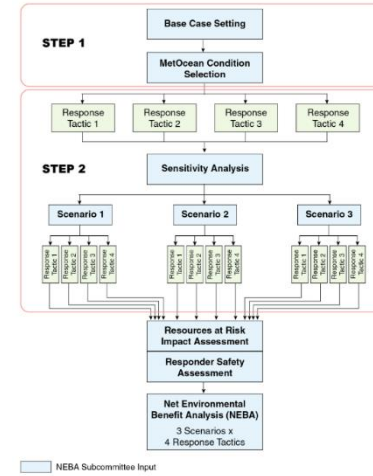 STEP 1
Base Case Setting
MetOcean Condition
Selection
Response
Tactic 1
Response
Tactic 2
Response
Tactic 3
Response
Tactic 4
STEP 2
Sensitivity Analysis
Scenario 1
Scenario 2
Scenario 3
Response
Tactic 1
Response
Tactic 2
Response
Tactic 3
Response
Tactic 4
Response
Tactic 1
Response
Tactic 2
Response
Tactic 3
Response
Tactic 4
Response
Tactic 1
Response
Tactic 2
Response
Tactic 3
Response
Tactic 4
Resources at Risk
Impact Assessment
Responder Safety
Assessment
Net Environmental
Benefit Analysis (NEBA)
3 Scenarios x
4 Response Tactics
NEBA Subcommittee Input